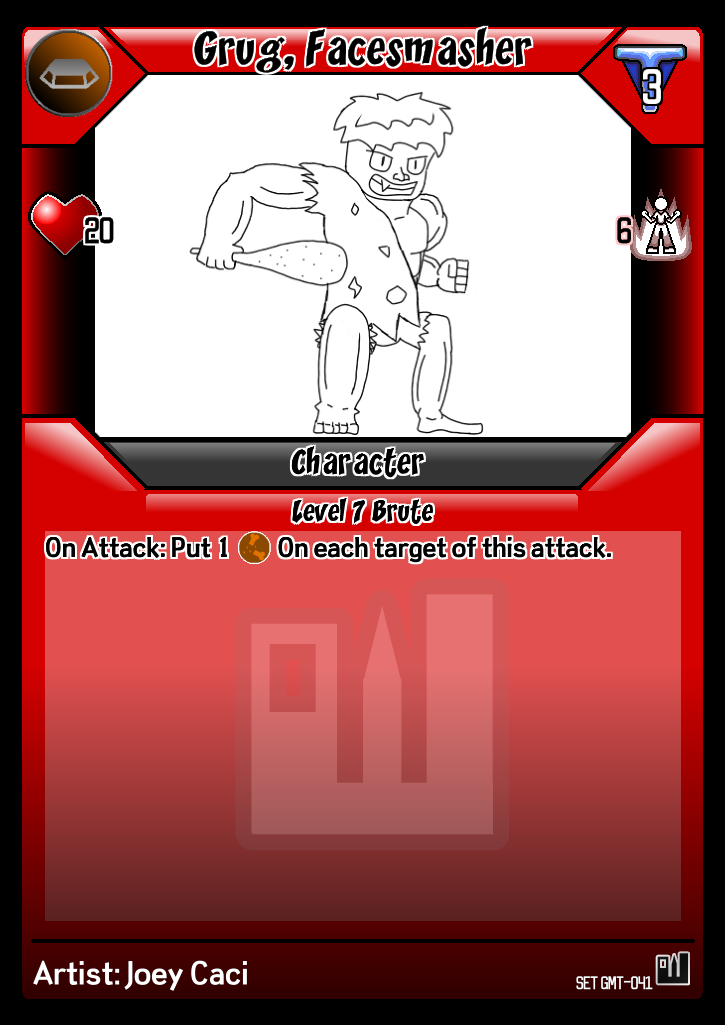 Grug, Facesmasher
3
20
6
Character
Level 7 Brute
On Attack: Put 1 On each target of this attack.
Artist: Joey Caci
SET GMT-041